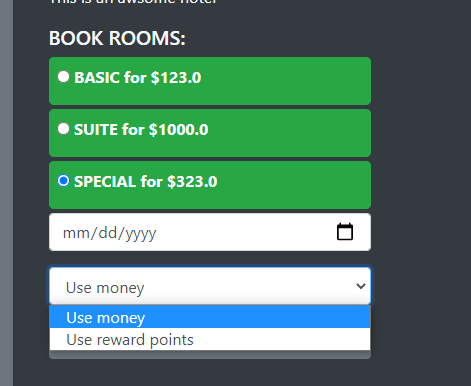 This is an awsome hotel
BOOK ROOMS:
BASIC for $123.0
SUITE for $1000.0
SPECIAL for $323.0
mm/dd/yyyy
Use money
Use money
Use reward points